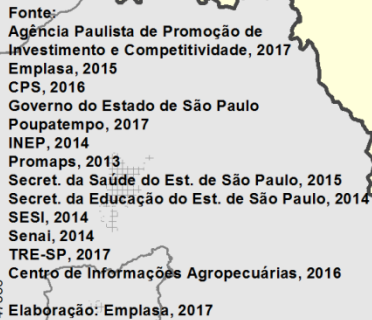 Fonte:
Agência Paulista de Promoção de
Investimento e Competitividade, 2017
Emplasa, 2015
CPS, 2016
Governo do Estado de São Paulo
Poupatempo, 2017
INEP, 2014
Promaps, 2013
Secret. da Saúde do Est. de São Paulo, 2015
Secret. da Educação do Est. de São Paulo, 2014
SESI, 2014
Senai, 2014
TRE-SP, 2017
Centro de Informações Agropecuárias, 2016
Elaboração: Emplasa, 2017